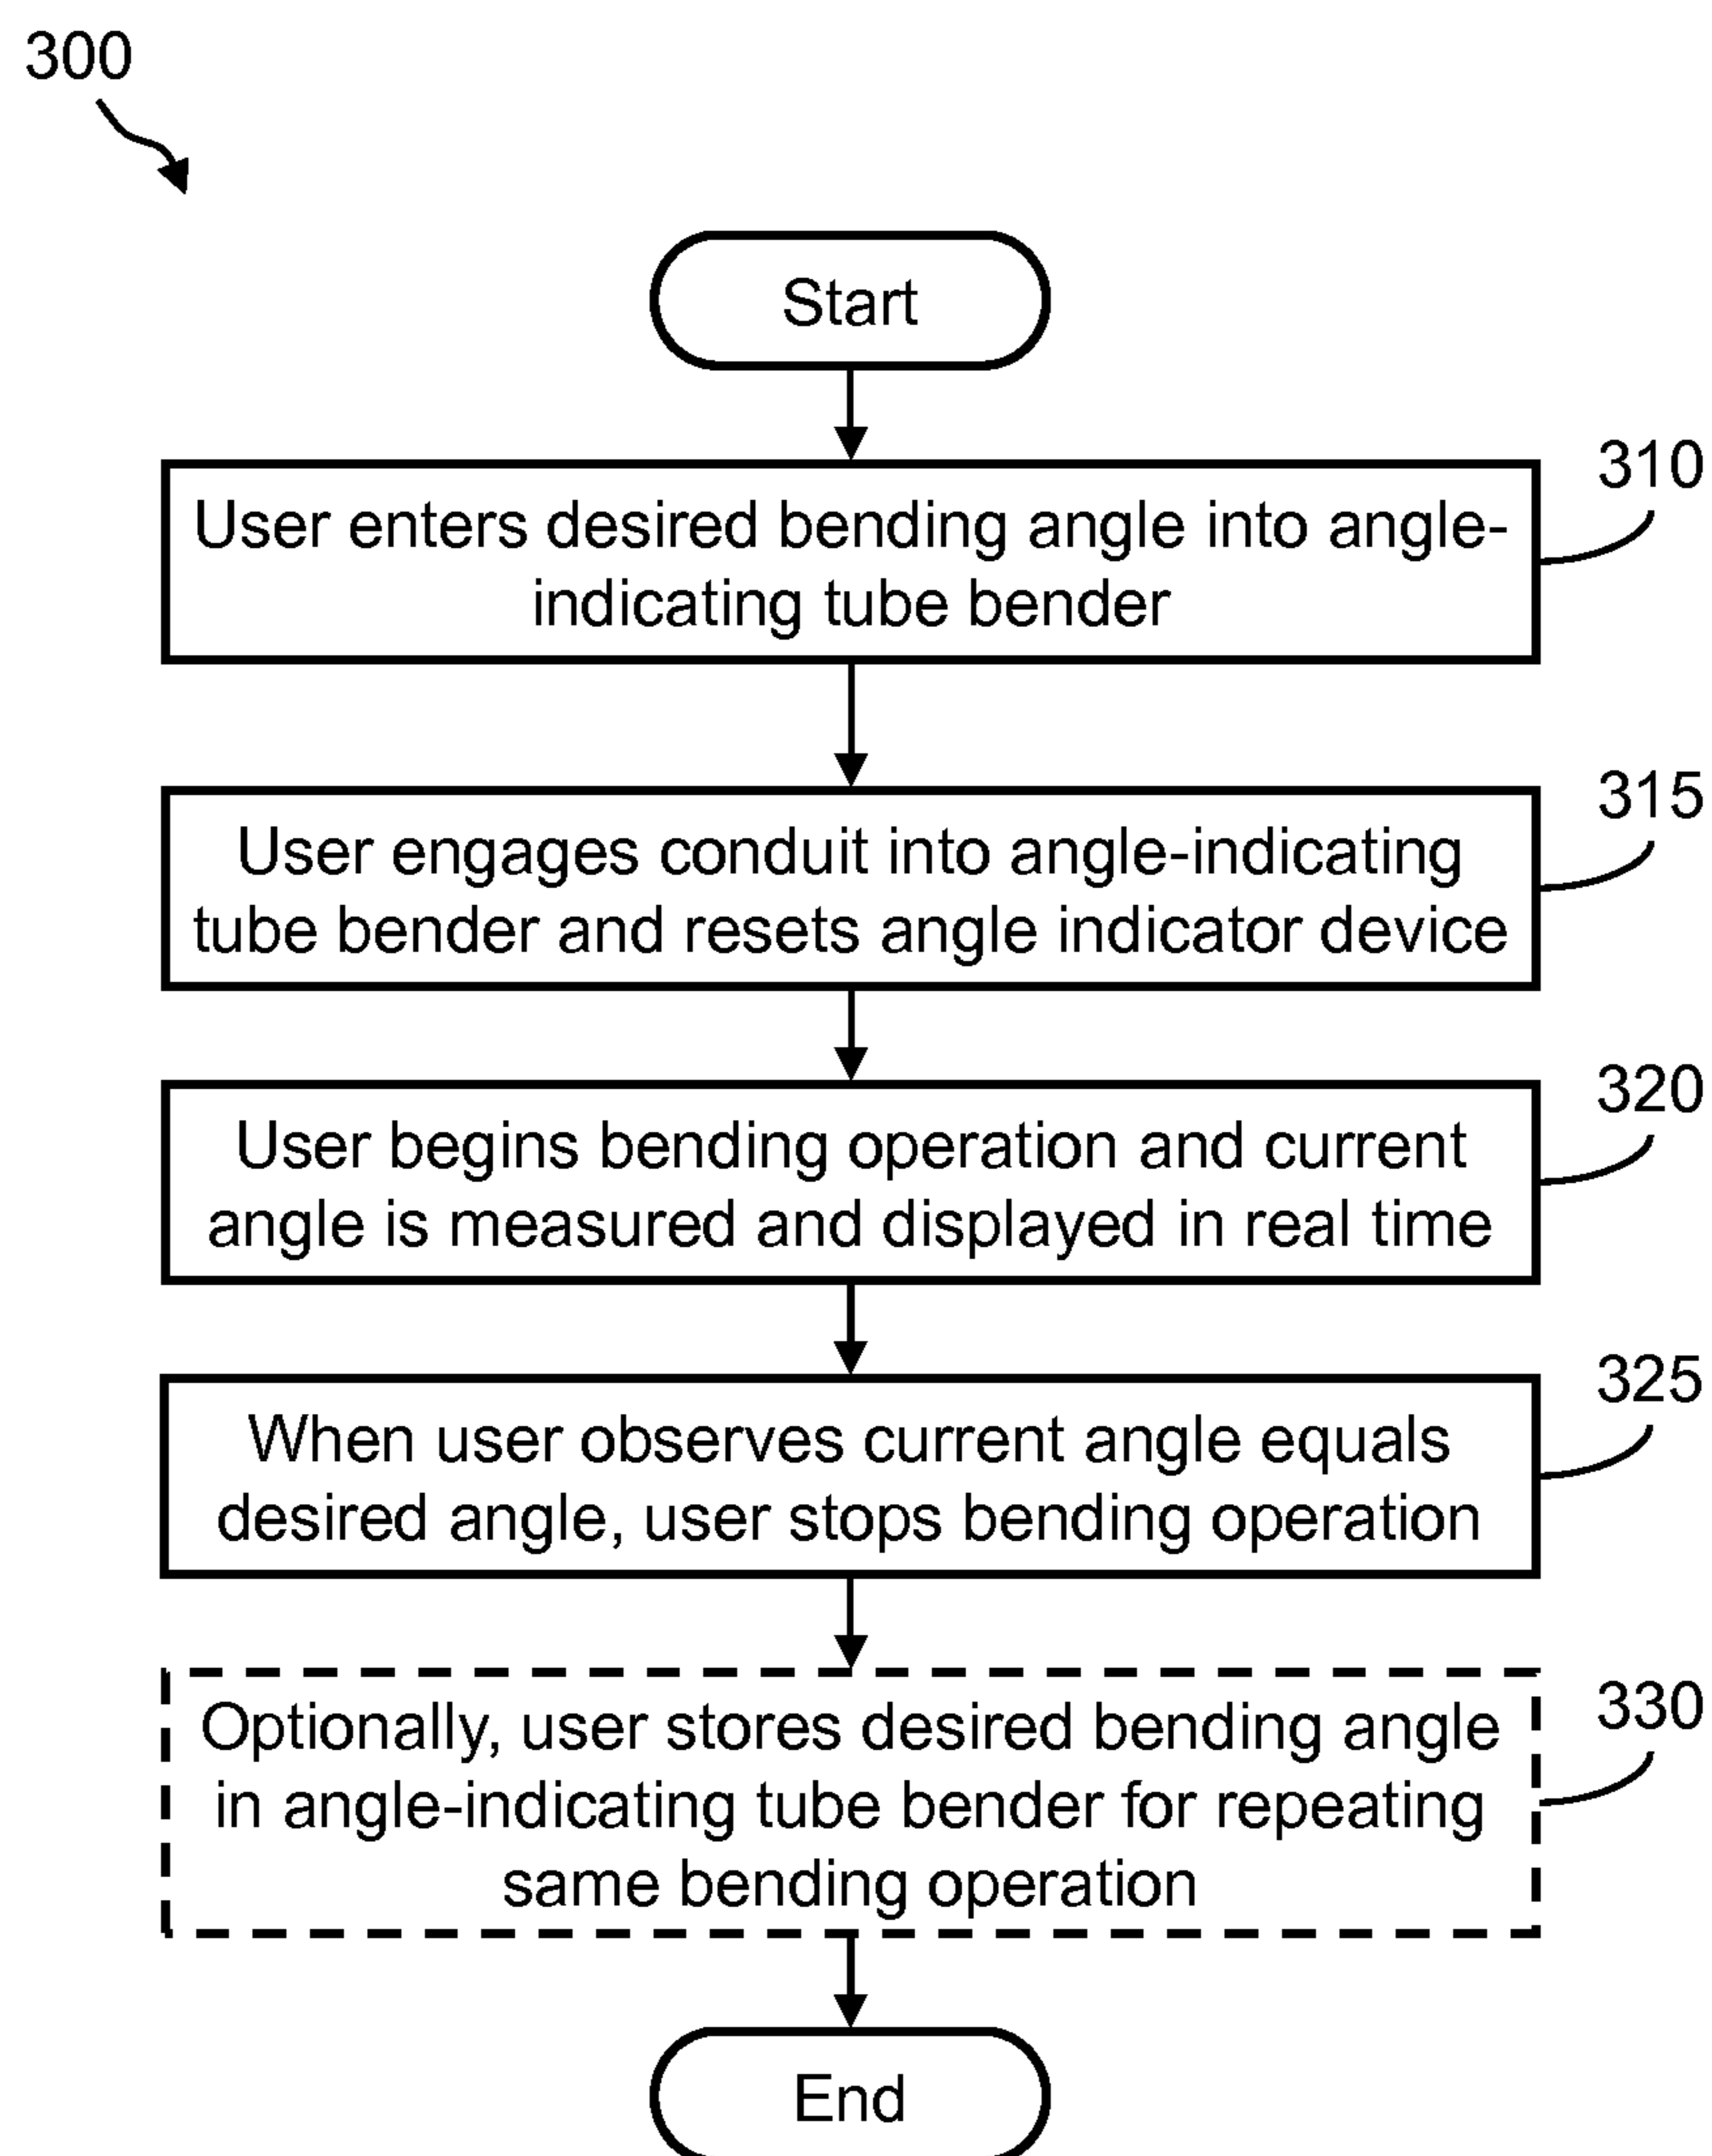 300
Start
310
User enters desired bending angle into angle-
indicating tube bender
315
User engages conduit into angle-indicating
tube bender and resets angle indicator device
320
User begins bending operation and current
angle is measured and displayed in real time
325
When user observes current angle equals
desired angle, user stops bending operation
330
Optionally, user stores desired bending angle
in angle-indicating tube bender for repeating
same bending operation
End